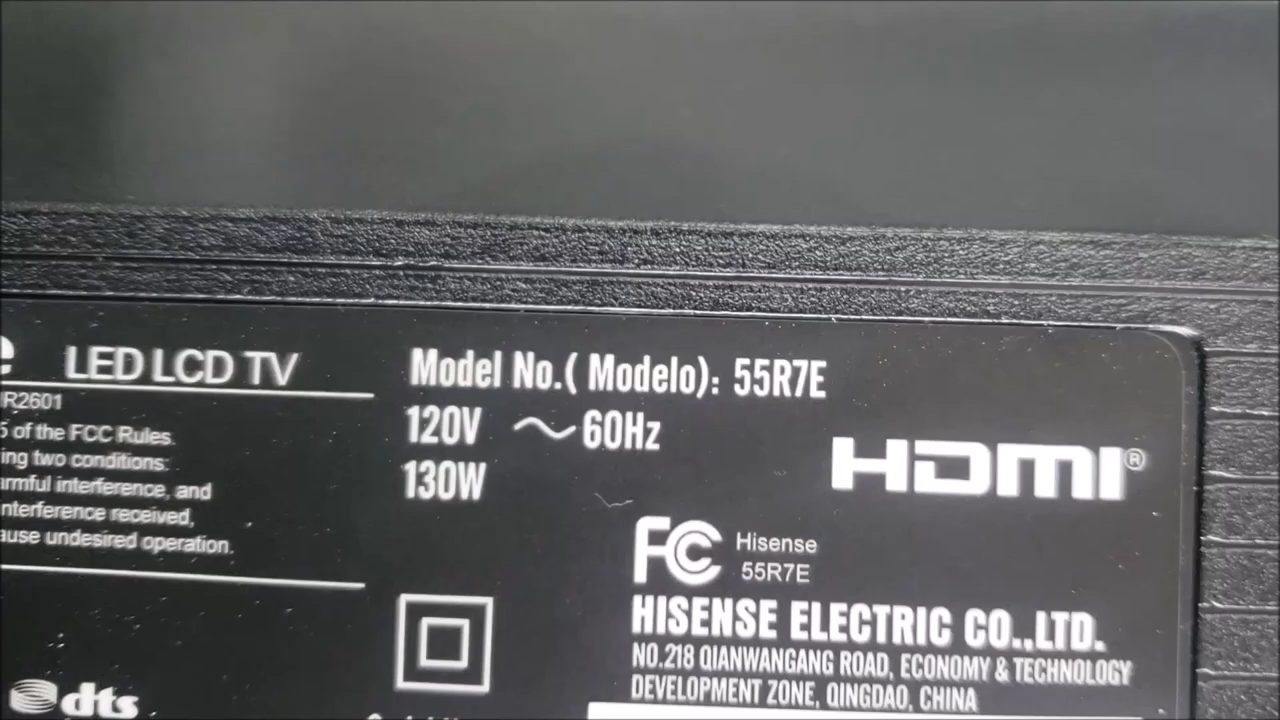 LED LCD TV
R2601
5 of the FCC Rules.
ing two conditions:
armful interference, and
nterference received,
ause undesired operation.
dts
Model No.( Modelo): 55R7E
120V ～60Hz
130W
HDMI®
FC Hisense
55R7E
HISENSE ELECTRIC CO.,LTD.
NO.218 QIANWANGANG ROAD, ECONOMY & TECHNOLOGY
DEVELOPMENT ZONE, QINGDAO, CHINA